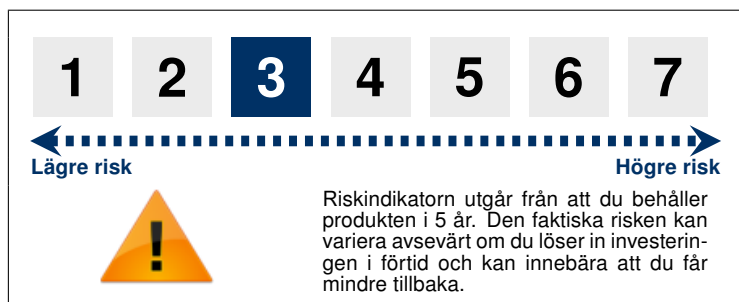 1 2 3 4 5 6 7
Lägre risk Högre risk
Riskindikatorn utgår från att du behåller
produkten i 5 år. Den faktiska risken kan
variera avsevärt om du löser in investerin-
gen i förtid och kan innebära att du får
mindre tillbaka.